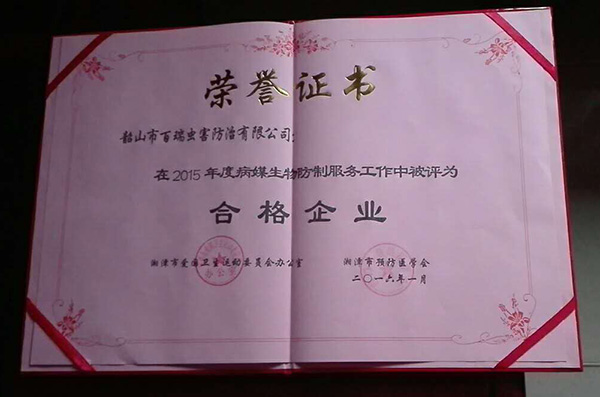 荣誉证书
韶山市百瑞虫害防治有限公司:
在2015年度病媒生物防制服务工作中被评为
合格企业
湘潭市爱国卫生运动委员会办公室 湘潭市预防医学会
二〇一六年一月